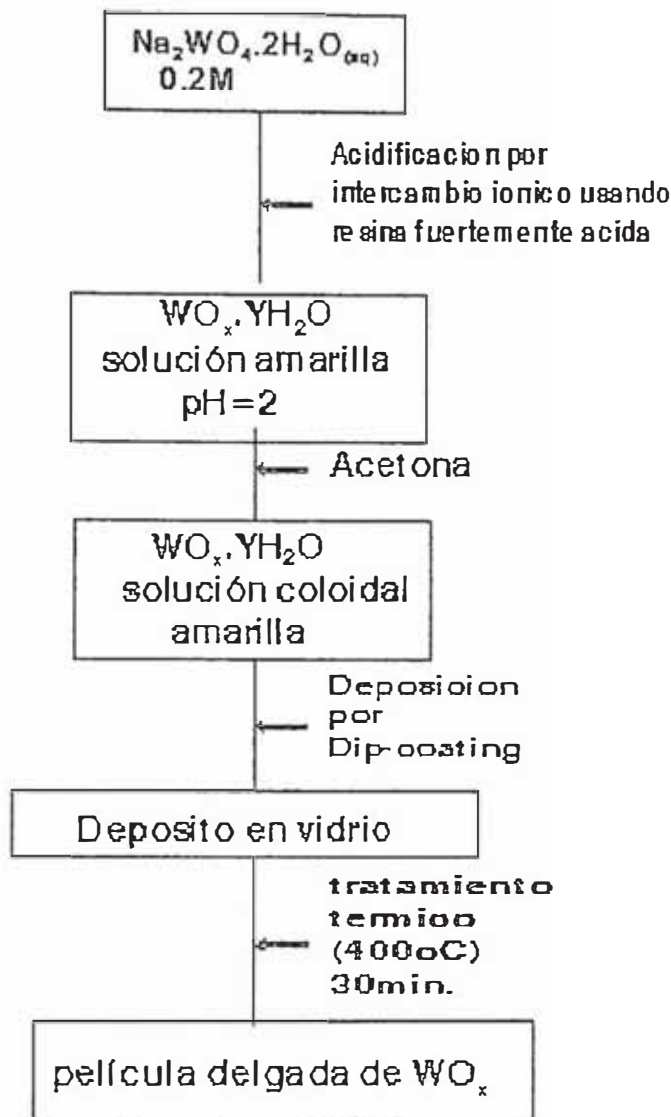 Na₂WO₄.2H₂O(aq)
0.2M
Acidificacion por
intercambio ionico usando
resina fuertemente acida
WOₓ.YH₂O
solución amarilla
pH=2
Acetona
WOₓ.YH₂O
solución coloidal
amarilla
Deposicion
por
Dip-coating
Deposito en vidrio
tratamiento
termico
(400oC)
30min.
película delgada de WOₓ